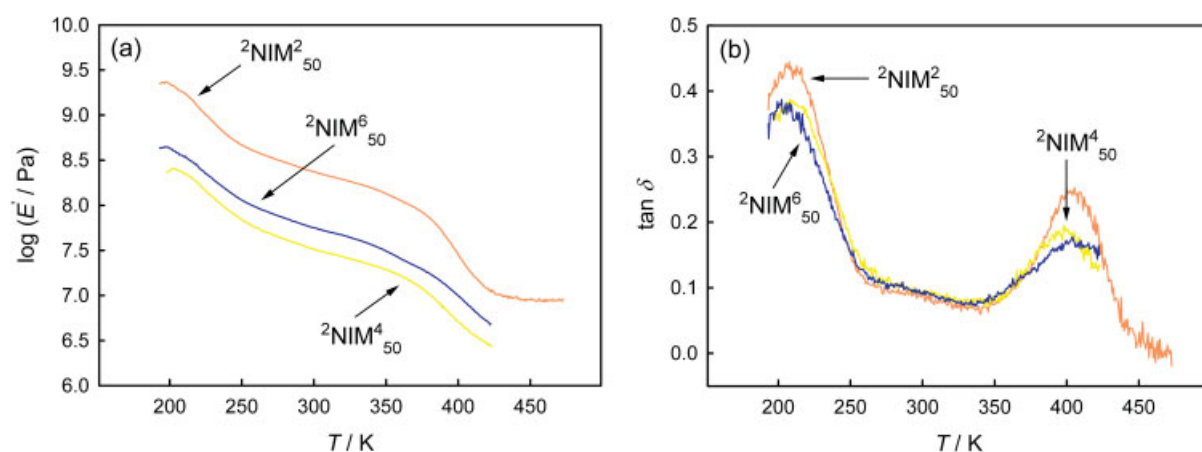 (a)
10.0
9.5
9.0
8.5
8.0
7.5
7.0
6.5
6.0
log (E' / Pa)
²NIM²₅₀
²NIM⁶₅₀
²NIM⁴₅₀
200 250 300 350 400 450
T / K
(b)
0.5
0.4
0.3
0.2
0.1
0.0
tan δ
²NIM²₅₀
²NIM⁴₅₀
²NIM⁶₅₀
200 250 300 350 400 450
T / K